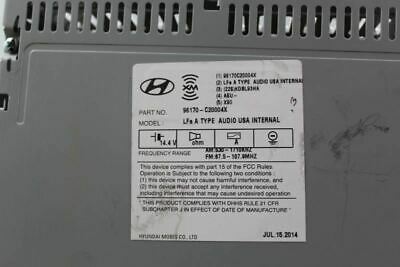 (1) 96170C20004X
(2) LFa A TYPE AUDIO USA INTERNAL
(4) ASU-
(5) X90
XM
PART NO. 96170-C20004X
MODEL: LFa A TYPE AUDIO USA INTERNAL
14.4 V ohm A
FREQUENCY RANGE AM:530-1710KHZ
FM:87.5-107.9MHZ
This device complies with part 15 of the FCC Rules
Operation is Subject to the following two
conditions: (1) This device may not cause harmful
interference, and (2) this device must accept any
interference received, including interference that
may cause undesired operation
"THIS PRODUCT COMPLIES WITH DHHS RULE 21 CFR
SUBCHAPTER J IN EFFECT DATE OF MANUFACTURE"
HYUNDAI MOBIS CO., LTD
JUL.15.2014